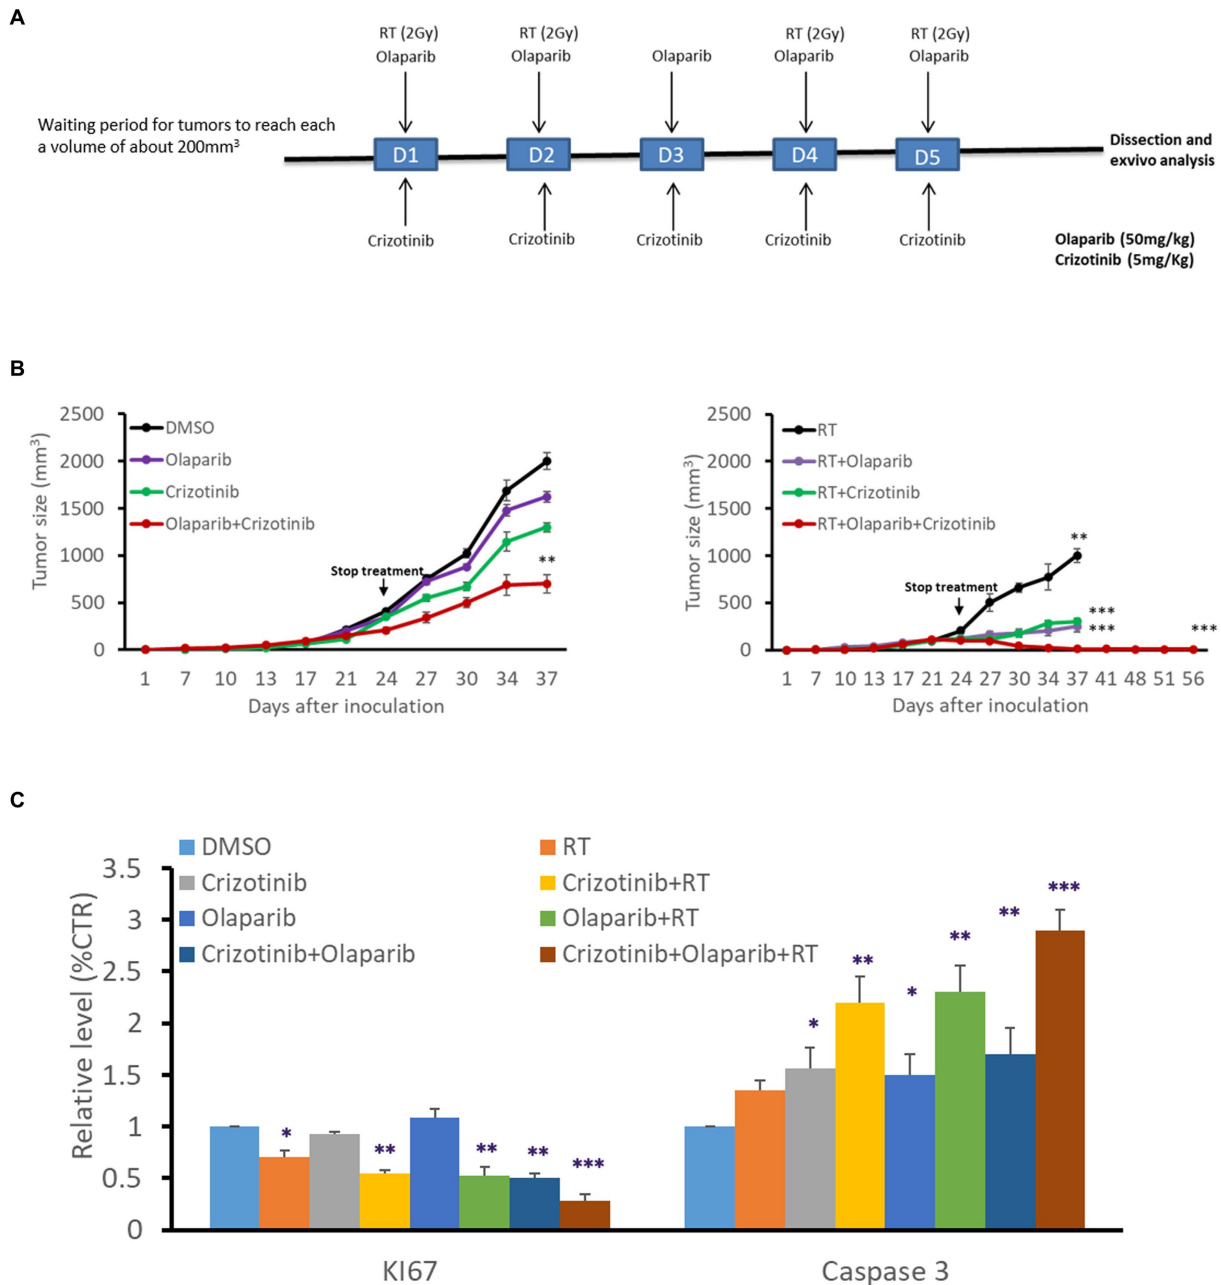 A
RT (2Gy) RT (2Gy) RT (2Gy) RT (2Gy)
Olaparib Olaparib Olaparib Olaparib Olaparib
Waiting period for tumors to reach each
a volume of about 200mm³
D1 D2 D3 D4 D5
Dissection and
exvivo analysis
Crizotinib Crizotinib Crizotinib Crizotinib Crizotinib
Olaparib (50mg/kg)
Crizotinib (5mg/Kg)
B
Tumor size (mm³)
2500
2000
1500
1000
500
0
DMSO
Olaparib
Crizotinib
Olaparib+Crizotinib
Stop treatment
**
1 7 10 13 17 21 24 27 30 34 37
Days after inoculation
Tumor size (mm³)
2500
2000
1500
1000
500
0
RT
RT+Olaparib
RT+Crizotinib
RT+Olaparib+Crizotinib
Stop treatment
**
***
*** ***
1 7 10 13 17 21 24 27 30 34 37 41 48 51 56
Days after inoculation
C
Relative level (%CTR)
3.5
3
2.5
2
1.5
1
0.5
0
DMSO RT
Crizotinib Crizotinib+RT
Olaparib Olaparib+RT
Crizotinib+Olaparib Crizotinib+Olaparib+RT
* ** ** ** ***
* ** * ** ** ***
KI67 Caspase 3